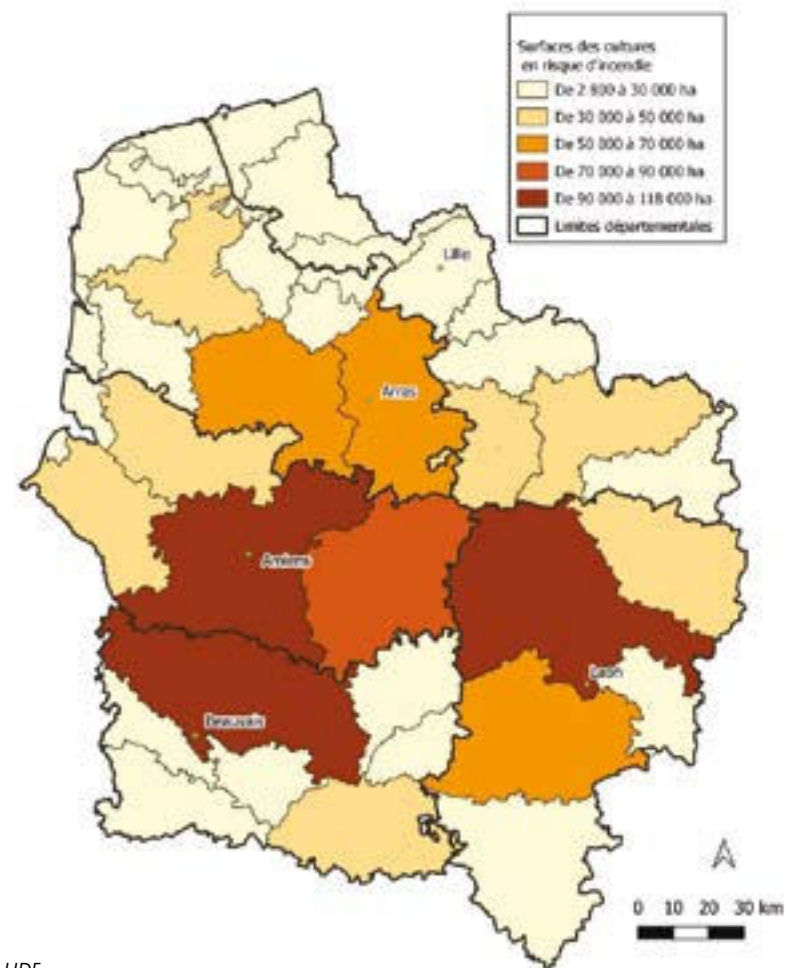 Surfaces des cultures
en risque d'incendie
De 2 800 à 30 000 ha
De 30 000 à 50 000 ha
De 50 000 à 70 000 ha
De 70 000 à 90 000 ha
De 90 000 à 118 000 ha
Limites départementales
Lille
Arras
Amiens
Laon
Beauvais
0 10 20 30 km